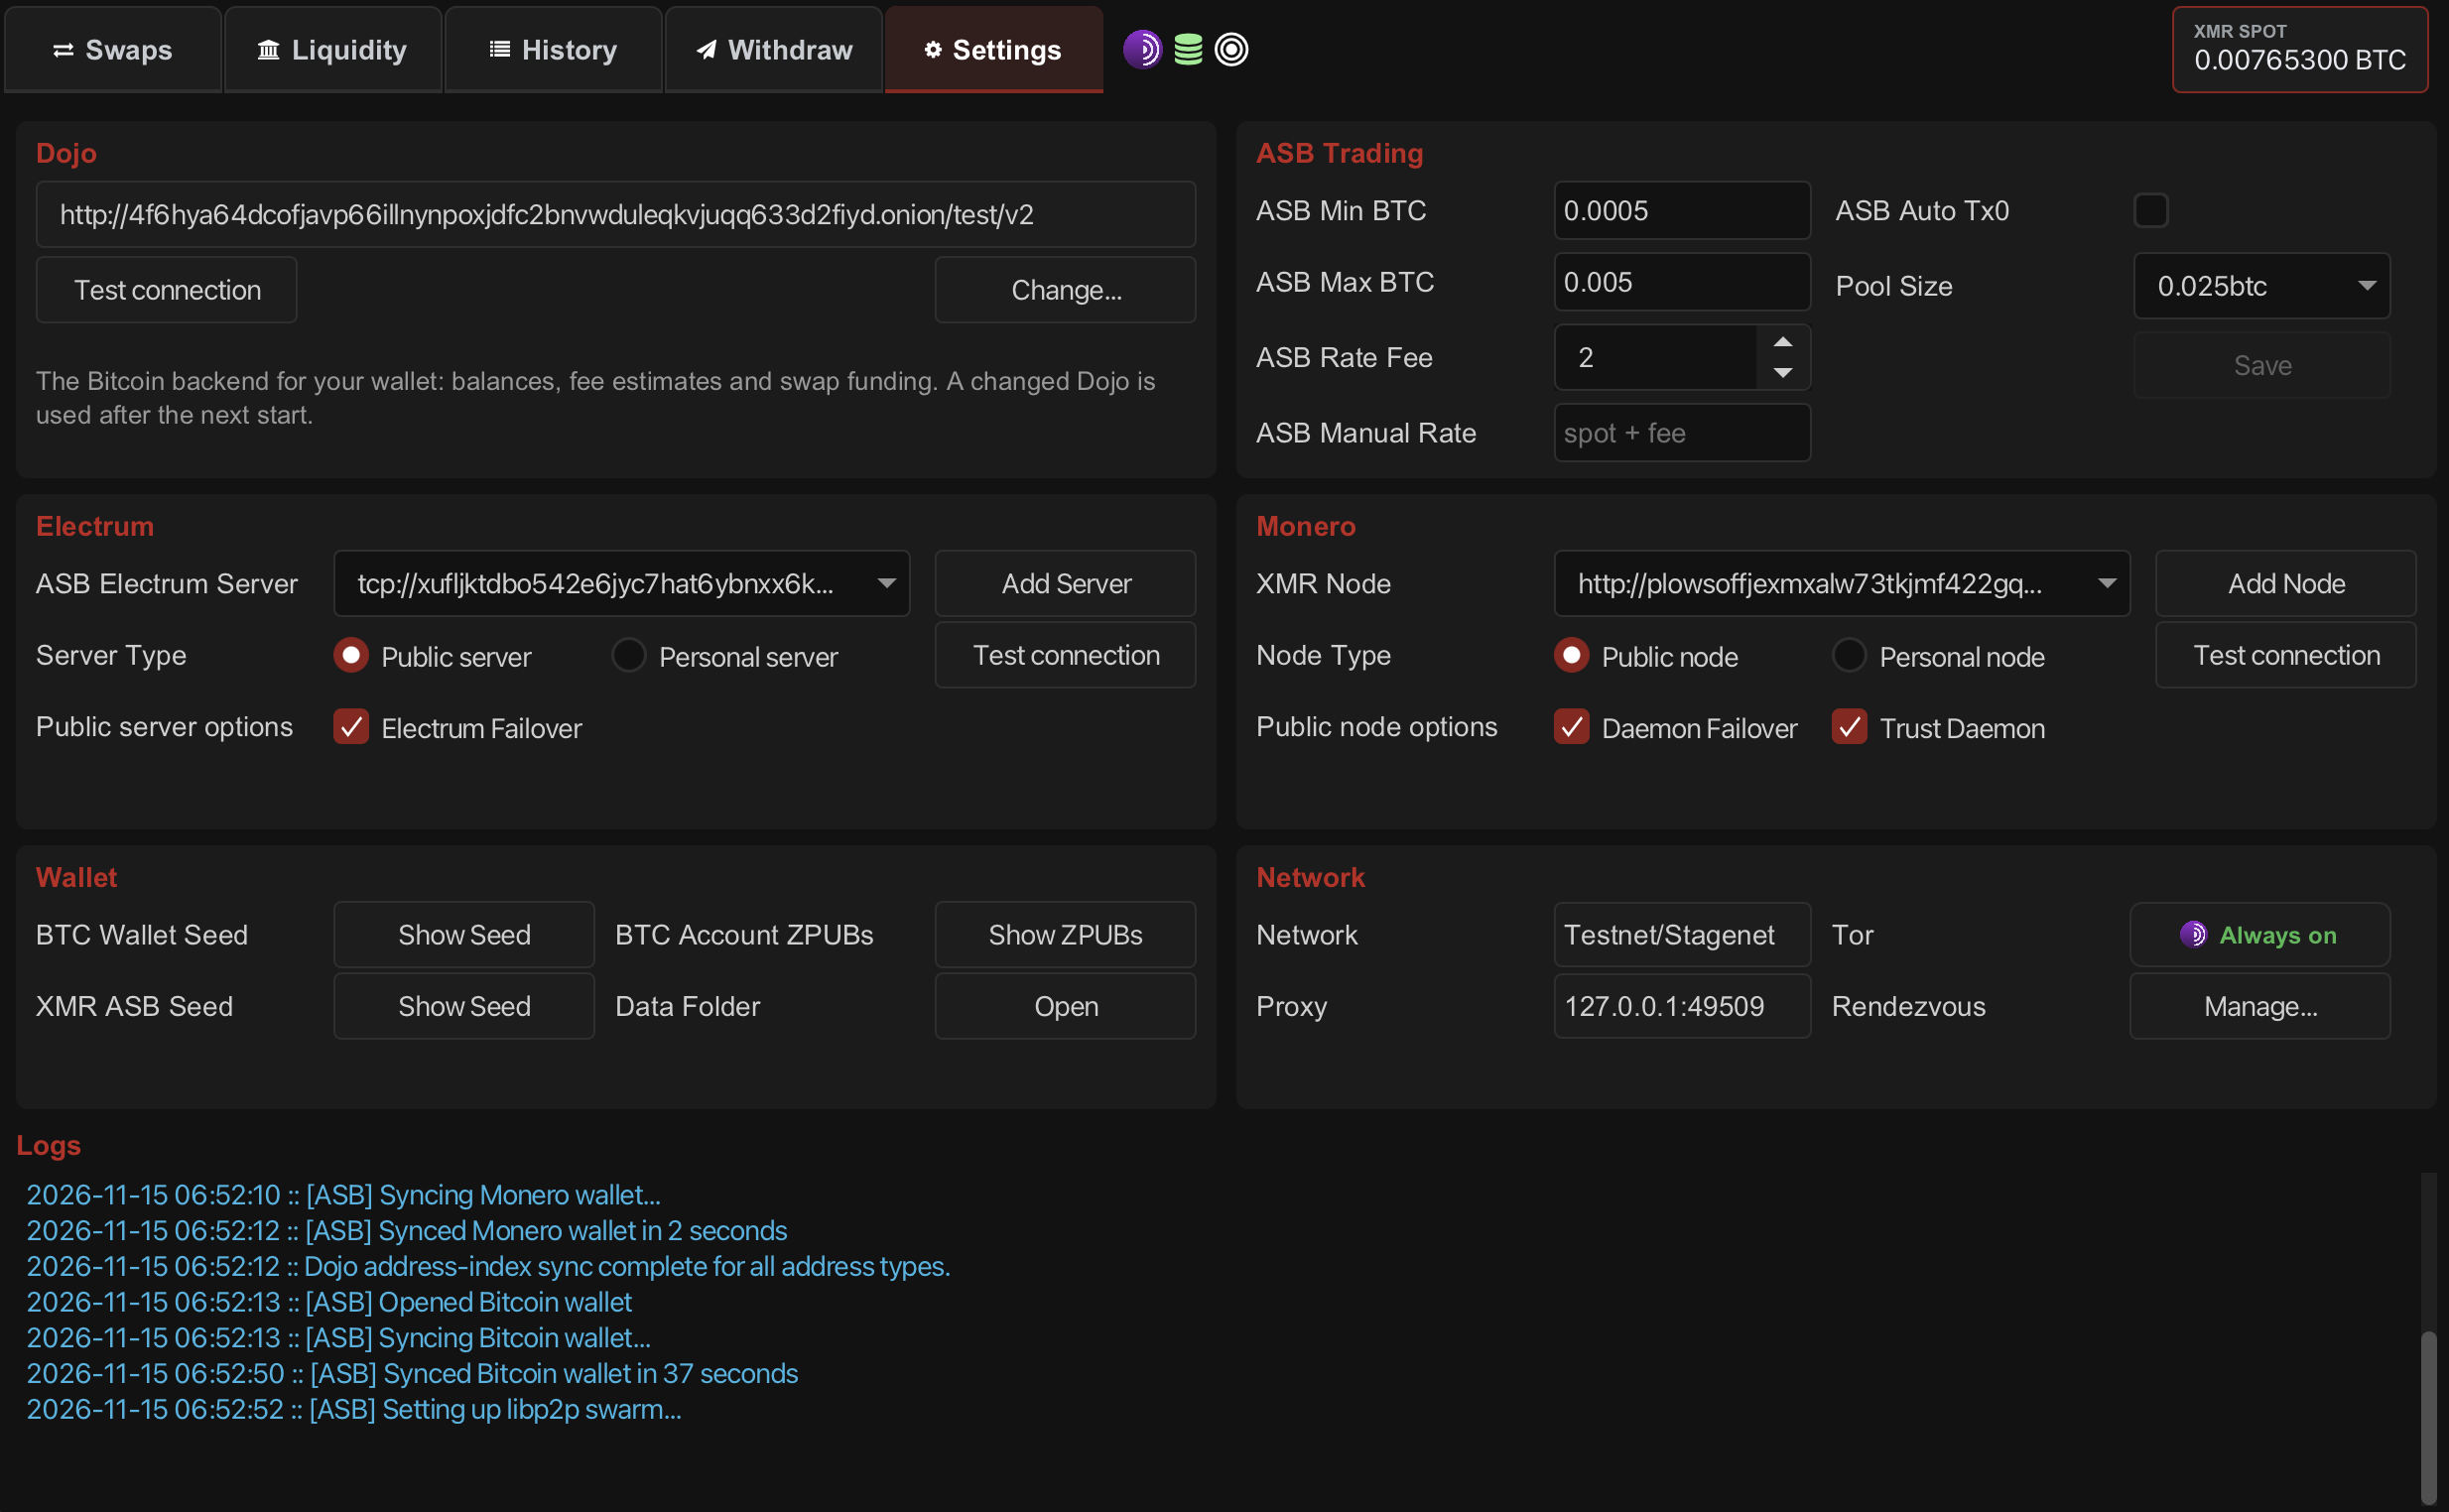 Swaps
Liquidity
History
Withdraw
Settings
XMR SPOT
0.00765300 BTC
Dojo
http://4f6hya64dcofjavp66illnynpoxjdfc2bnvwduleqkvjuqq633d2fiyd.onion/test/v2
Test connection
Change...
The Bitcoin backend for your wallet: balances, fee estimates and swap funding. A changed Dojo is
used after the next start.
ASB Trading
ASB Min BTC
0.0005
ASB Auto Tx0
ASB Max BTC
0.005
Pool Size
0.025btc
ASB Rate Fee
2
Save
ASB Manual Rate
spot + fee
Electrum
ASB Electrum Server
tcp://xufljktdbo542e6jyc7hat6ybnxx6k...
Add Server
Server Type
Public server
Personal server
Test connection
Public server options
Electrum Failover
Monero
XMR Node
http://plowsoffjexmxalw73tkjmf422gq...
Add Node
Node Type
Public node
Personal node
Test connection
Public node options
Daemon Failover
Trust Daemon
Wallet
BTC Wallet Seed
Show Seed
BTC Account ZPUBs
Show ZPUBs
XMR ASB Seed
Show Seed
Data Folder
Open
Network
Network
Testnet/Stagenet
Tor
Always on
Proxy
127.0.0.1:49509
Rendezvous
Manage...
Logs
2026-11-15 06:52:10 :: [ASB] Syncing Monero wallet...
2026-11-15 06:52:12 :: [ASB] Synced Monero wallet in 2 seconds
2026-11-15 06:52:12 :: Dojo address-index sync complete for all address types.
2026-11-15 06:52:13 :: [ASB] Opened Bitcoin wallet
2026-11-15 06:52:13 :: [ASB] Syncing Bitcoin wallet...
2026-11-15 06:52:50 :: [ASB] Synced Bitcoin wallet in 37 seconds
2026-11-15 06:52:52 :: [ASB] Setting up libp2p swarm...